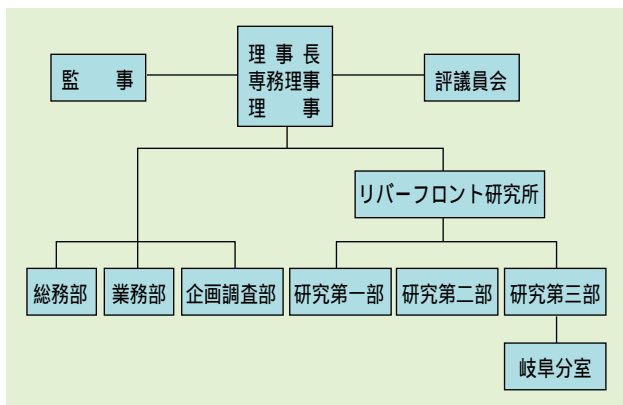 理事長
監事
専務理事
評議員会
理事
リバーフロント研究所
総務部
業務部
企画調査部
研究第一部
研究第二部
研究第三部
岐阜分室